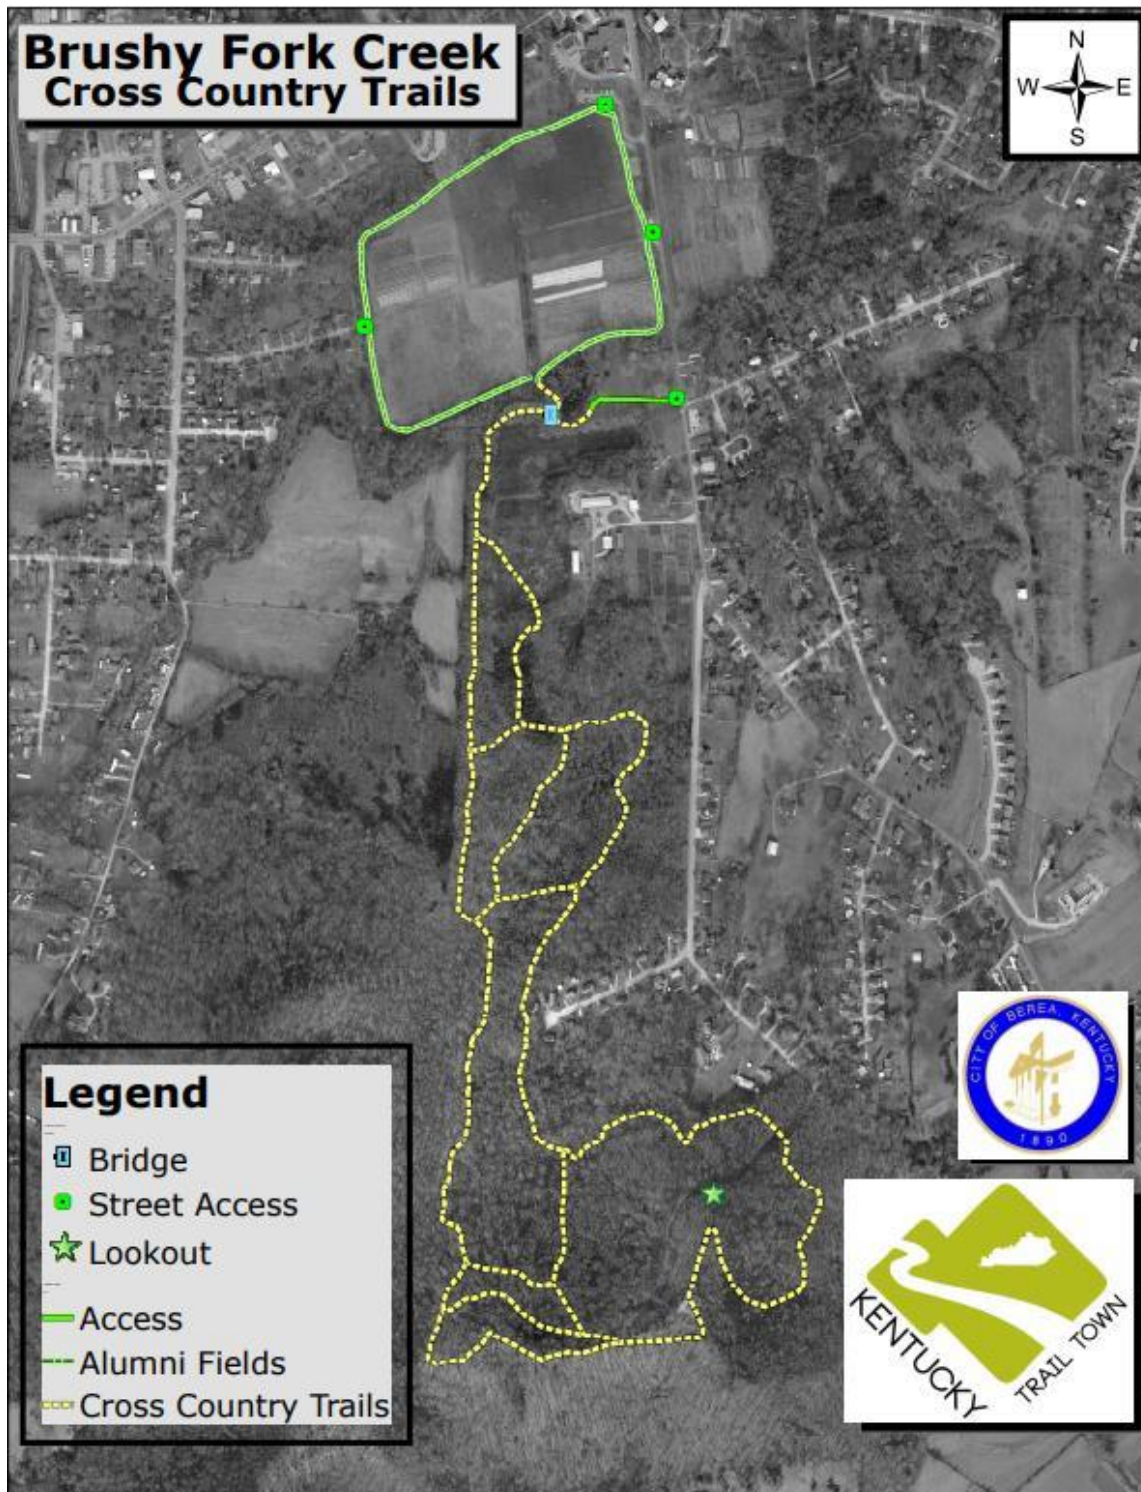 Brushy Fork Creek
Cross Country Trails
N
W E
S
Legend
Bridge
Street Access
Lookout
Access
Alumni Fields
Cross Country Trails
CITY OF BEREA, KENTUCKY
1890
KENTUCKY
TRAIL TOWN